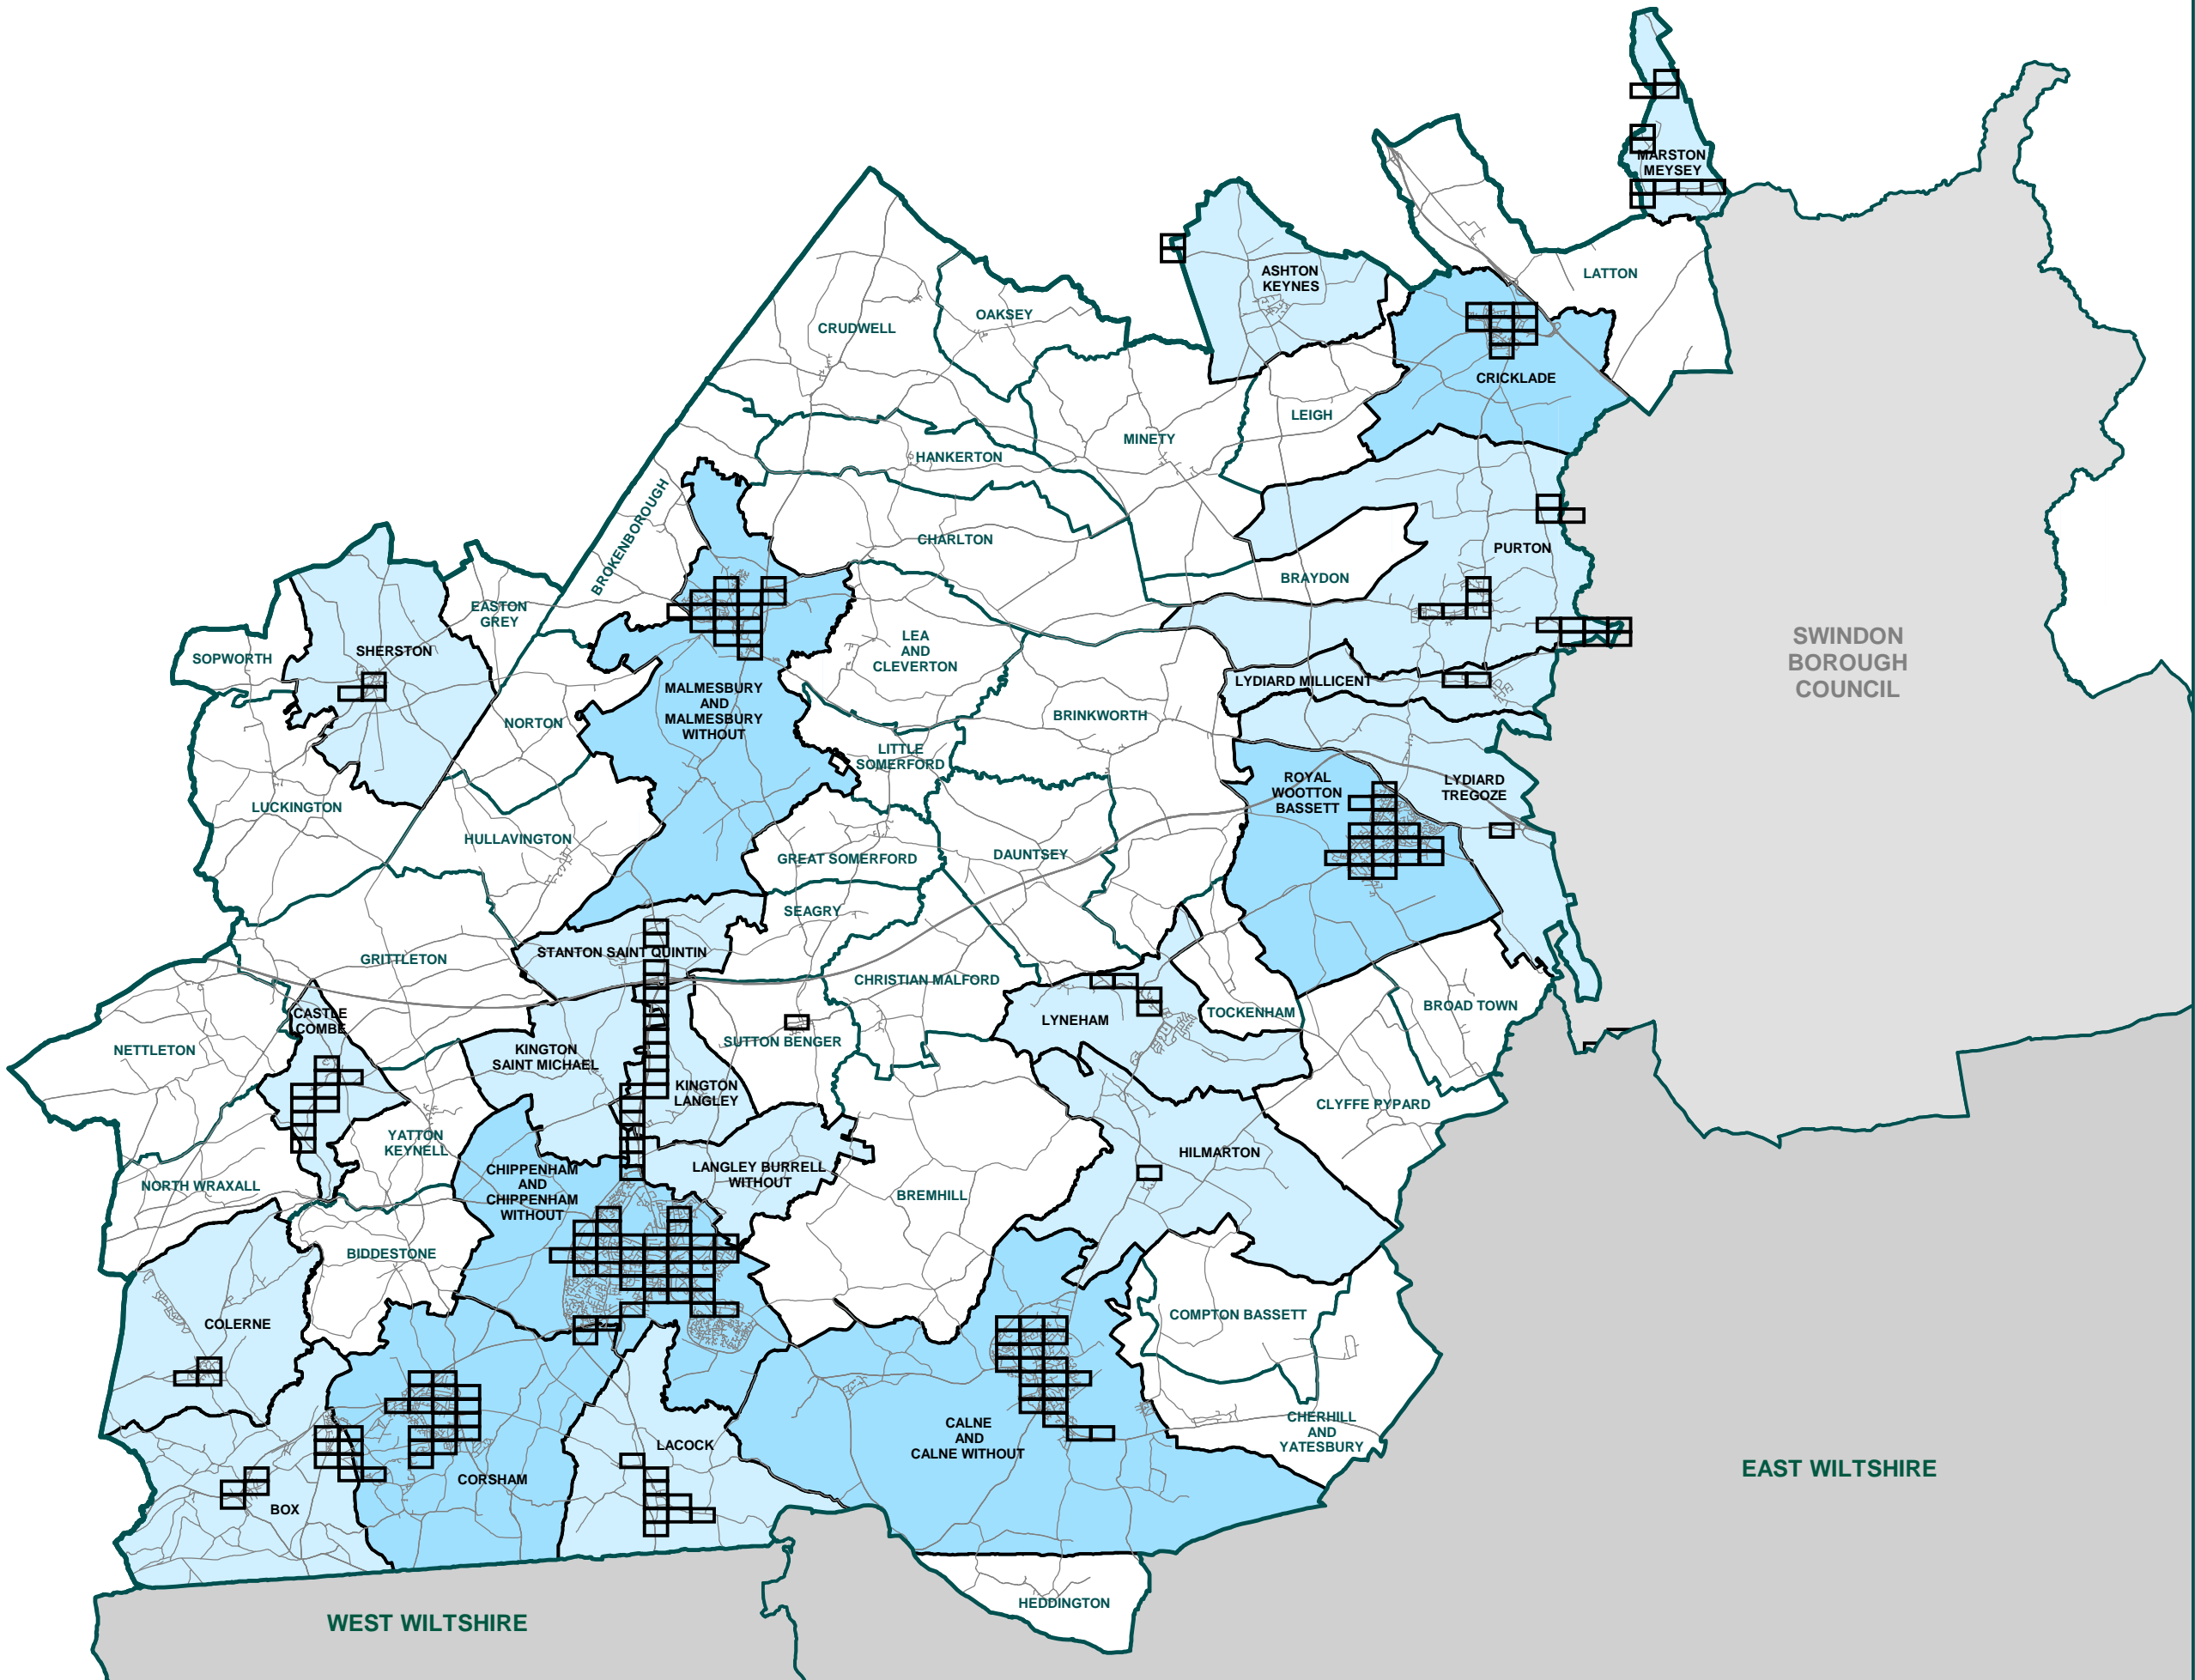 MARSTON
MEYSEY
LATTON
ASHTON
KEYNES
OAKSEY
CRUDWELL
CRICKLADE
LEIGH
MINETY
HANKERTON
BROKENBOROUGH
CHARLTON
PURTON
BRAYDON
EASTON
GREY
SHERSTON
SOPWORTH
LEA
AND
CLEVERTON
SWINDON
BOROUGH
COUNCIL
LYDIARD MILLICENT
MALMESBURY
AND
MALMESBURY
WITHOUT
NORTON
BRINKWORTH
LITTLE
SOMERFORD
ROYAL
WOOTTON
BASSETT
LYDIARD
TREGOZE
LUCKINGTON
HULLAVINGTON
GREAT SOMERFORD
DAUNTSEY
SEAGRY
STANTON SAINT QUINTIN
GRITTLETON
CHRISTIAN MALFORD
BROAD TOWN
TOCKENHAM
LYNEHAM
CASTLE
COMBE
NETTLETON
SUTTON BENGER
KINGTON
SAINT MICHAEL
KINGTON
LANGLEY
CLYFFE PYPARD
YATTON
KEYNELL
HILMARTON
LANGLEY BURRELL
WITHOUT
CHIPPENHAM
AND
CHIPPENHAM
WITHOUT
NORTH WRAXALL
BREMHILL
BIDDESTONE
COLERNE
COMPTON BASSETT
CALNE
AND
CALNE WITHOUT
CHERHILL
AND
YATESBURY
LACOCK
CORSHAM
BOX
EAST WILTSHIRE
HEDDINGTON
WEST WILTSHIRE